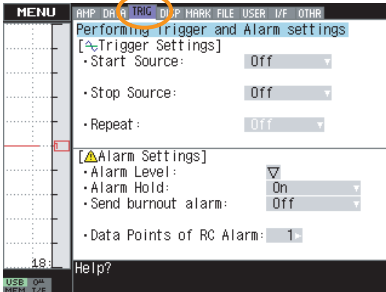 MENU
AMP DATA TRIG DISP MARK FILE USER I/F OTHR
Performing Trigger and Alarm settings
[Trigger Settings]
・Start Source: Off
・Stop Source: Off
・Repeat: Off
[Alarm Settings]
・Alarm Level:
・Alarm Hold: On
・Send burnout alarm: Off
・Data Points of RC Alarm: 1
18:
Help?
USB
MEM I/F